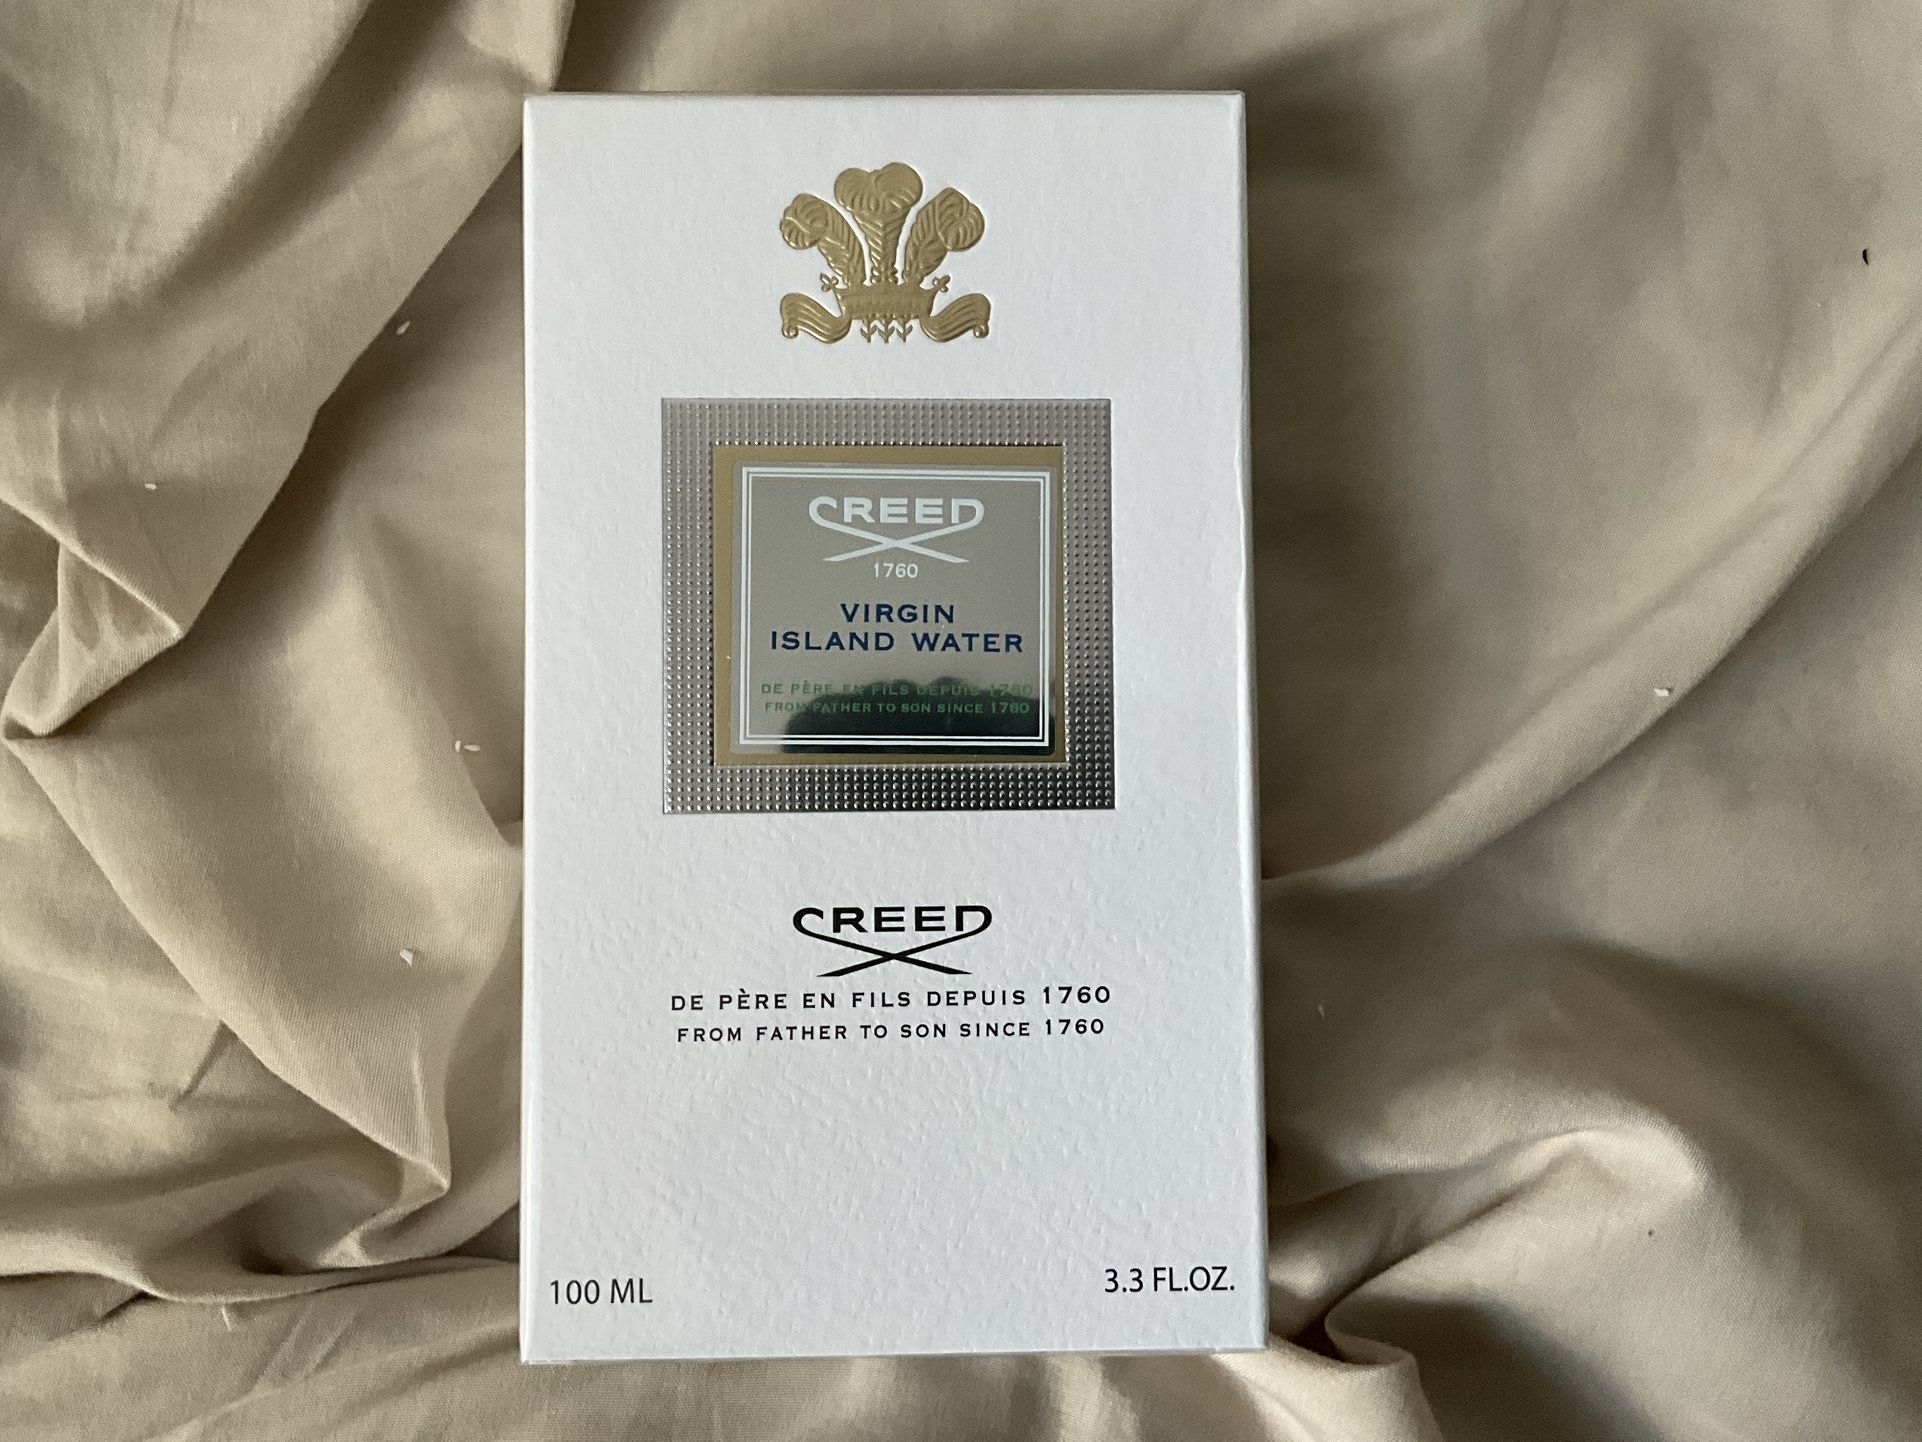 CREED
1760
VIRGIN
ISLAND WATER
DE PÈRE EN FILS DEPUIS 1760
FROM FATHER TO SON SINCE 1760
CREED
DE PÈRE EN FILS DEPUIS 1760
FROM FATHER TO SON SINCE 1760
100 ML 3.3 FL.OZ.